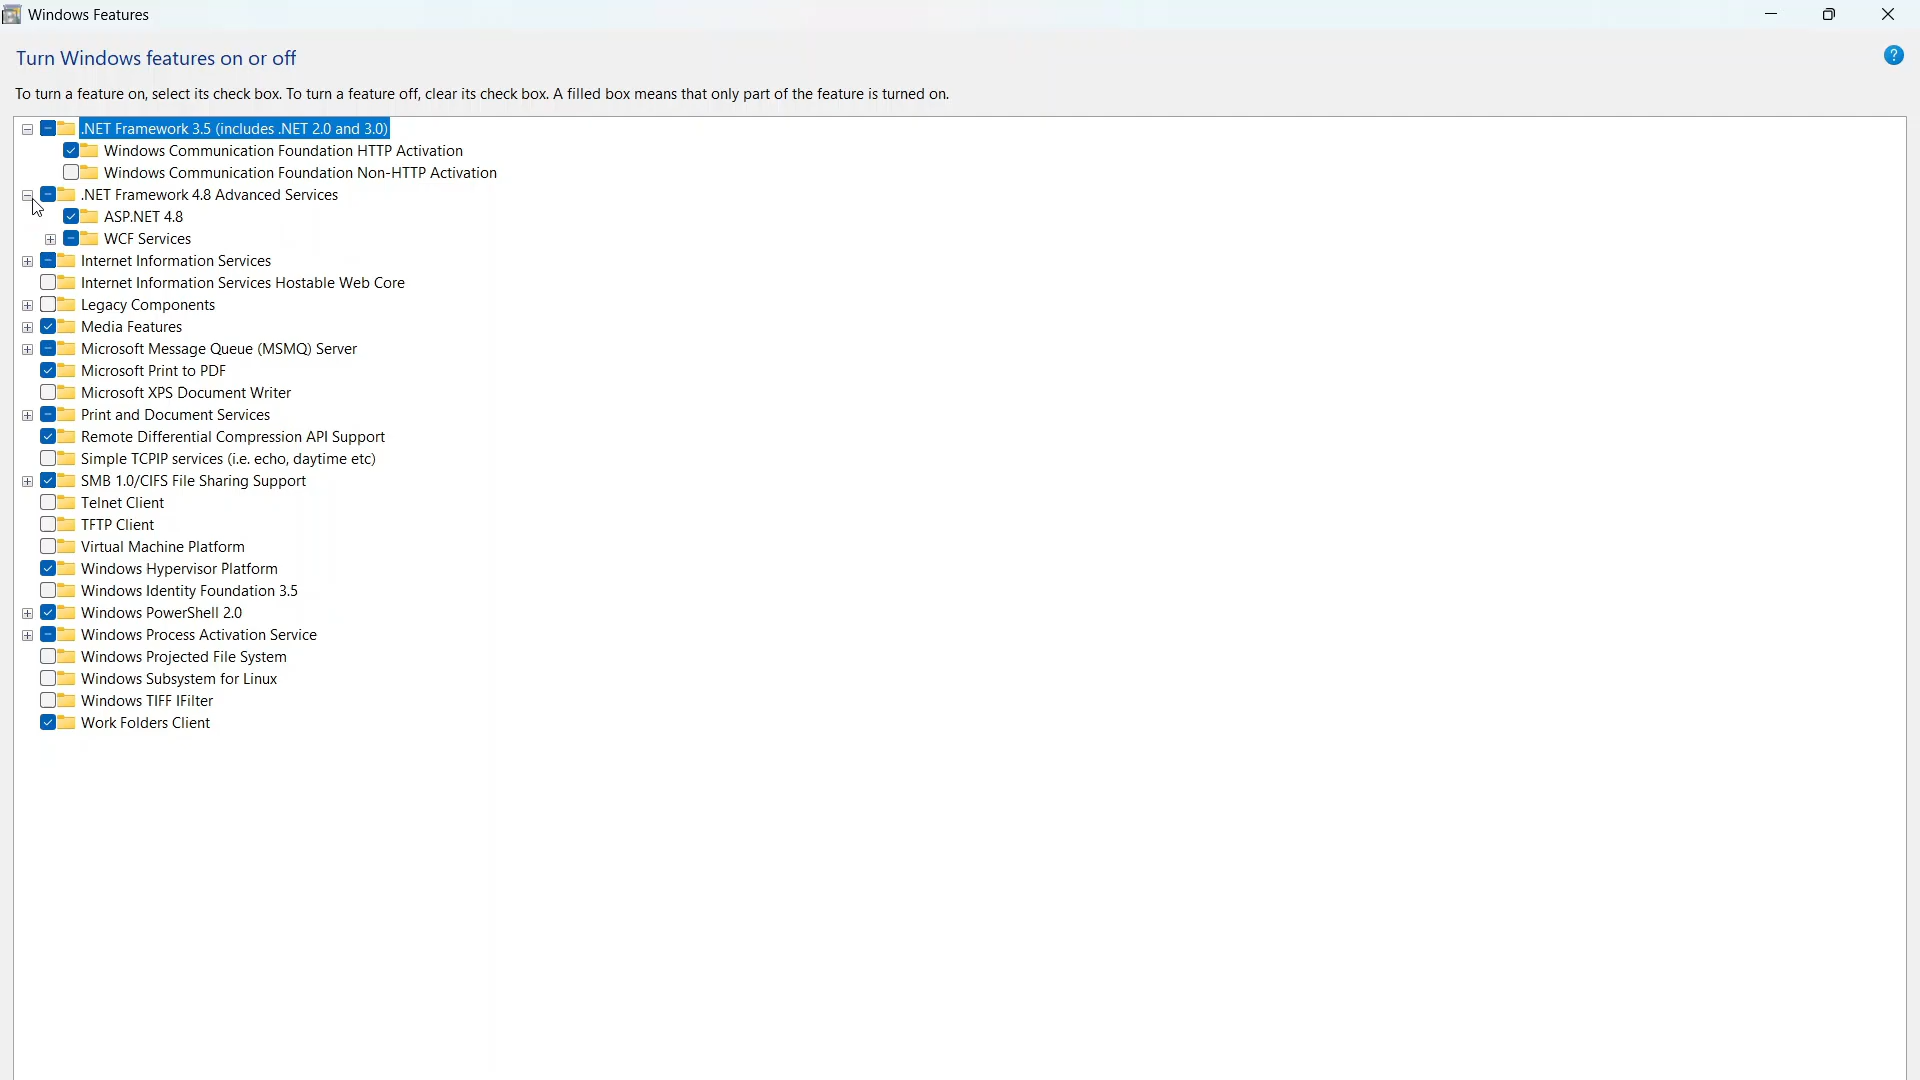 Windows Features
Turn Windows features on or off
?
To turn a feature on, select its check box. To turn a feature off, clear its check box. A filled box means that only part of the feature is turned on.
.NET Framework 3.5 (includes .NET 2.0 and 3.0)
Windows Communication Foundation HTTP Activation
Windows Communication Foundation Non-HTTP Activation
.NET Framework 4.8 Advanced Services
ASP.NET 4.8
WCF Services
Internet Information Services
Internet Information Services Hostable Web Core
Legacy Components
Media Features
Microsoft Message Queue (MSMQ) Server
Microsoft Print to PDF
Microsoft XPS Document Writer
Print and Document Services
Remote Differential Compression API Support
Simple TCPIP services (i.e. echo, daytime etc)
SMB 1.0/CIFS File Sharing Support
Telnet Client
TFTP Client
Virtual Machine Platform
Windows Hypervisor Platform
Windows Identity Foundation 3.5
Windows PowerShell 2.0
Windows Process Activation Service
Windows Projected File System
Windows Subsystem for Linux
Windows TIFF IFilter
Work Folders Client